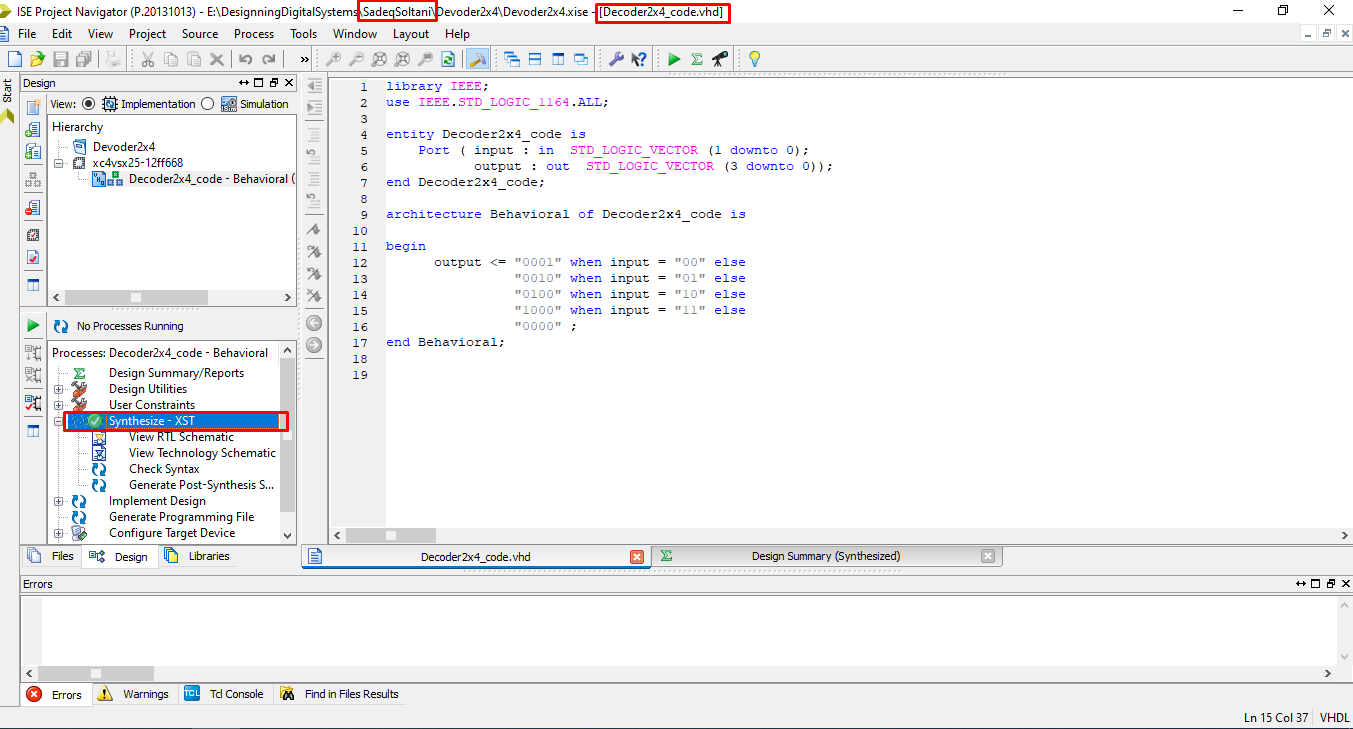 ISE Project Navigator (P.20131013) - E:\DesignningDigitalSystems\SadeqSoltani\Devoder2x4\Devoder2x4.xise - [Decoder2x4_code.vhd]
File Edit View Project Source Process Tools Window Layout Help
»
Start
Design
View: Implementation Simulation
Hierarchy
Devoder2x4
xc4vsx25-12ff668
Decoder2x4_code - Behavioral (
No Processes Running
Processes: Decoder2x4_code - Behavioral
Design Summary/Reports
Design Utilities
User Constraints
Synthesize - XST
View RTL Schematic
View Technology Schematic
Check Syntax
Generate Post-Synthesis S...
Implement Design
Generate Programming File
Configure Target Device
Files Design Libraries
1 library IEEE;
2 use IEEE.STD_LOGIC_1164.ALL;
3
4 entity Decoder2x4_code is
5 Port ( input : in STD_LOGIC_VECTOR (1 downto 0);
6 output : out STD_LOGIC_VECTOR (3 downto 0));
7 end Decoder2x4_code;
8
9 architecture Behavioral of Decoder2x4_code is
10
11 begin
12 output <= "0001" when input = "00" else
13 "0010" when input = "01" else
14 "0100" when input = "10" else
15 "1000" when input = "11" else
16 "0000" ;
17 end Behavioral;
18
19
Decoder2x4_code.vhd Design Summary (Synthesized)
Errors
Errors Warnings TCL Tcl Console Find in Files Results
Ln 15 Col 37 VHDL